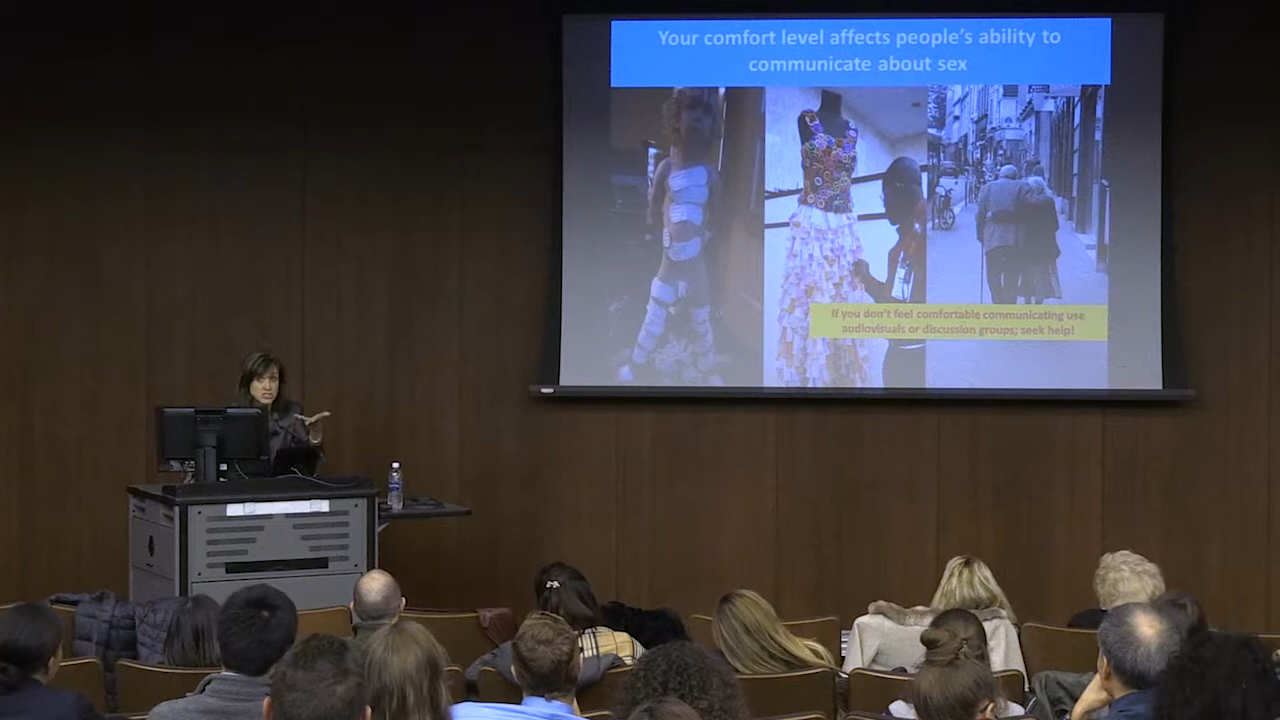 Your comfort level affects people's ability to
communicate about sex
If you don't feel comfortable communicating use
audiovisuals or discussion groups; seek help!